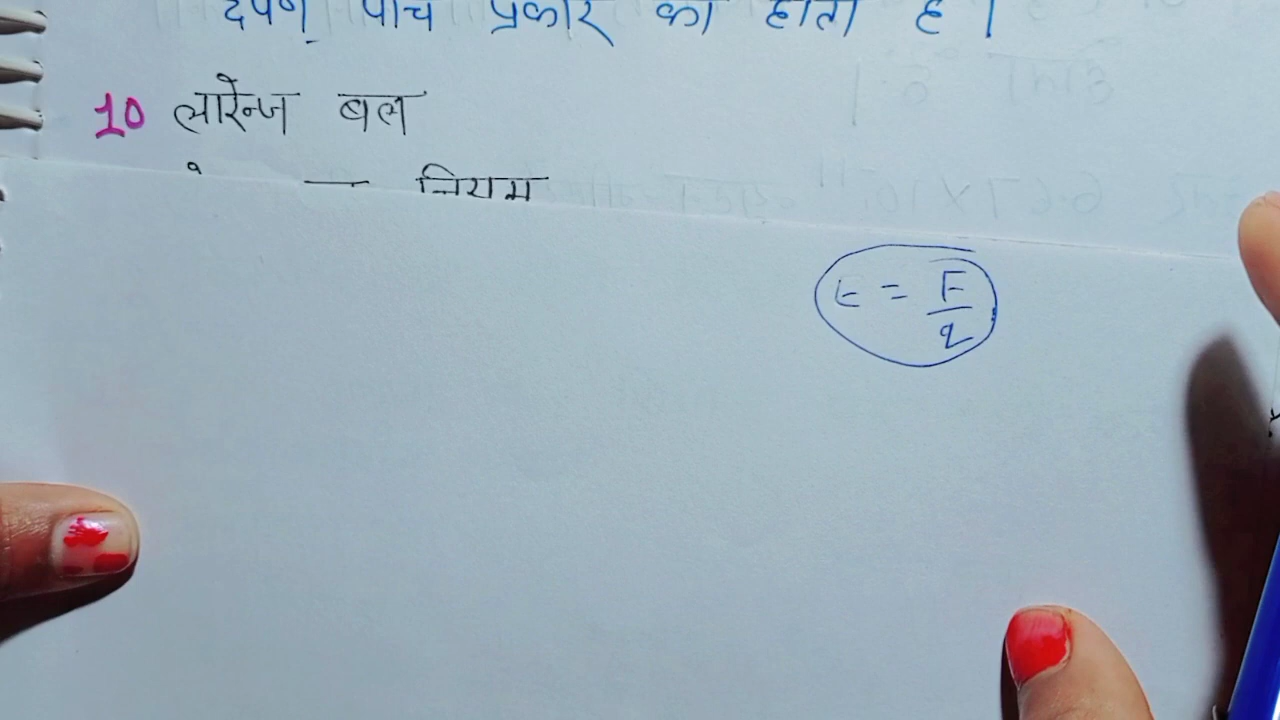 दर्पण पाँच प्रकार का होता है।
10 लारेन्ज बल
नियम
E = F/q